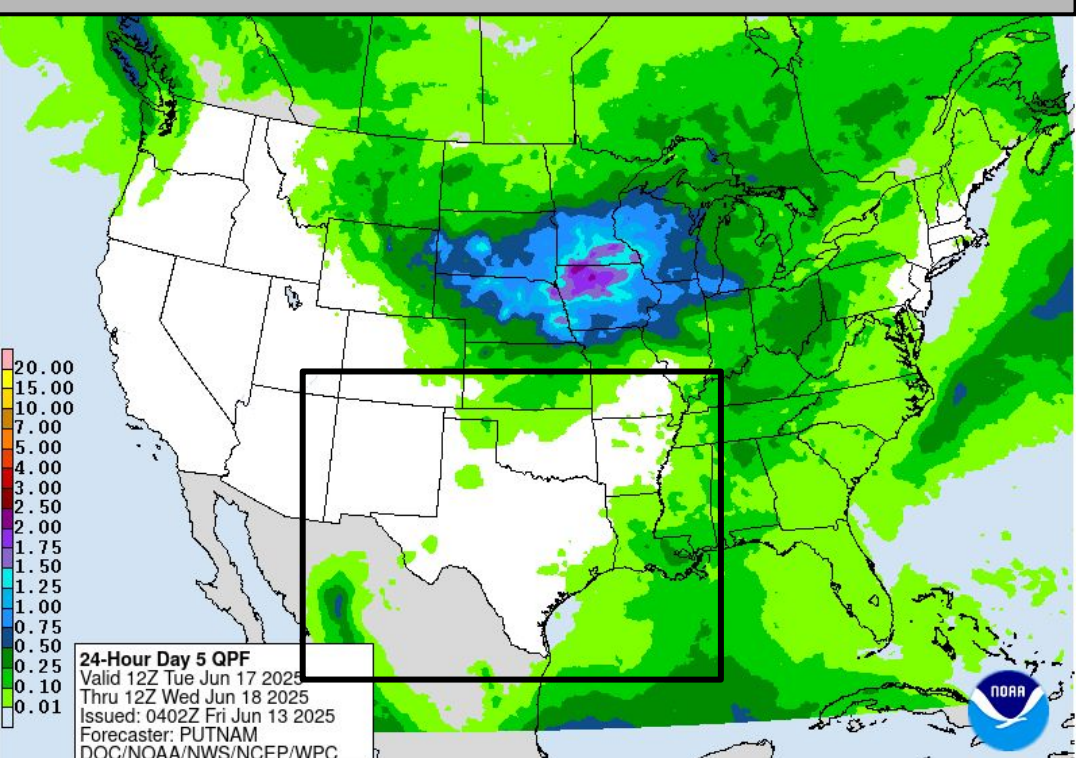 20.00
15.00
10.00
7.00
5.00
4.00
3.00
2.50
2.00
1.75
1.50
1.25
1.00
0.75
0.50
0.25
0.10
0.01
24-Hour Day 5 QPF
Valid 12Z Tue Jun 17 2025
Thru 12Z Wed Jun 18 2025
Issued: 0402Z Fri Jun 13 2025
Forecaster: PUTNAM
DOC/NOAA/NWS/NCEP/WPC
NOAA